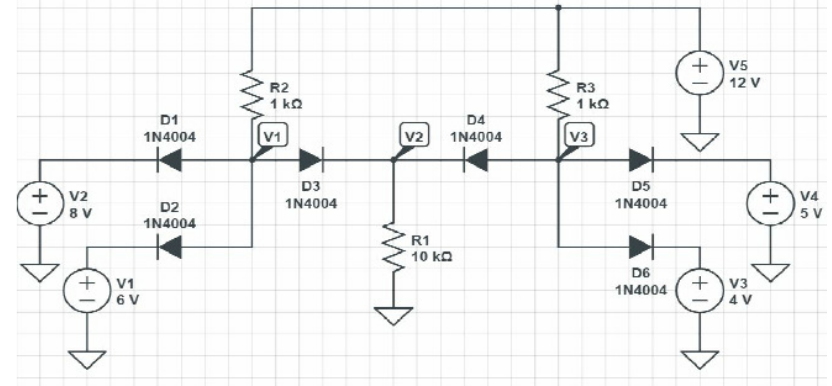 V5
12 V
R2
1 kΩ
R3
1 kΩ
D1
1N4004
V1
V2
D4
1N4004
V3
D3
1N4004
D5
1N4004
V2
8 V
V4
5 V
D2
1N4004
R1
10 kΩ
V1
6 V
D6
1N4004
V3
4 V